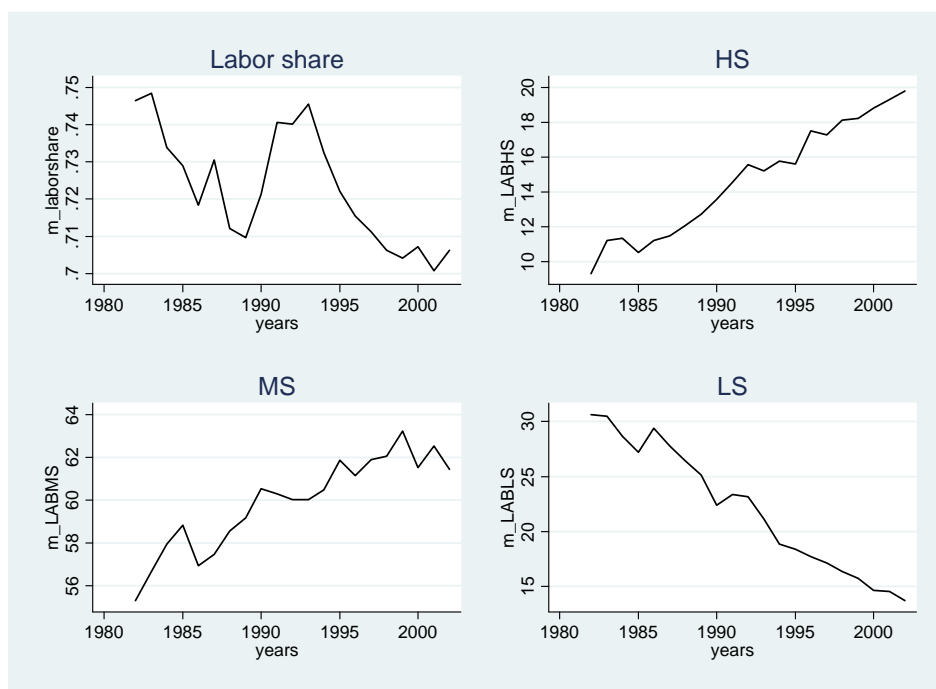 Labor share
m_laborshare
.75
.74
.73
.72
.71
.7
1980 1985 1990 1995 2000
years
HS
m_LABHS
20
18
16
14
12
10
1980 1985 1990 1995 2000
years
MS
m_LABMS
64
62
60
58
56
1980 1985 1990 1995 2000
years
LS
m_LABLS
30
25
20
15
1980 1985 1990 1995 2000
years